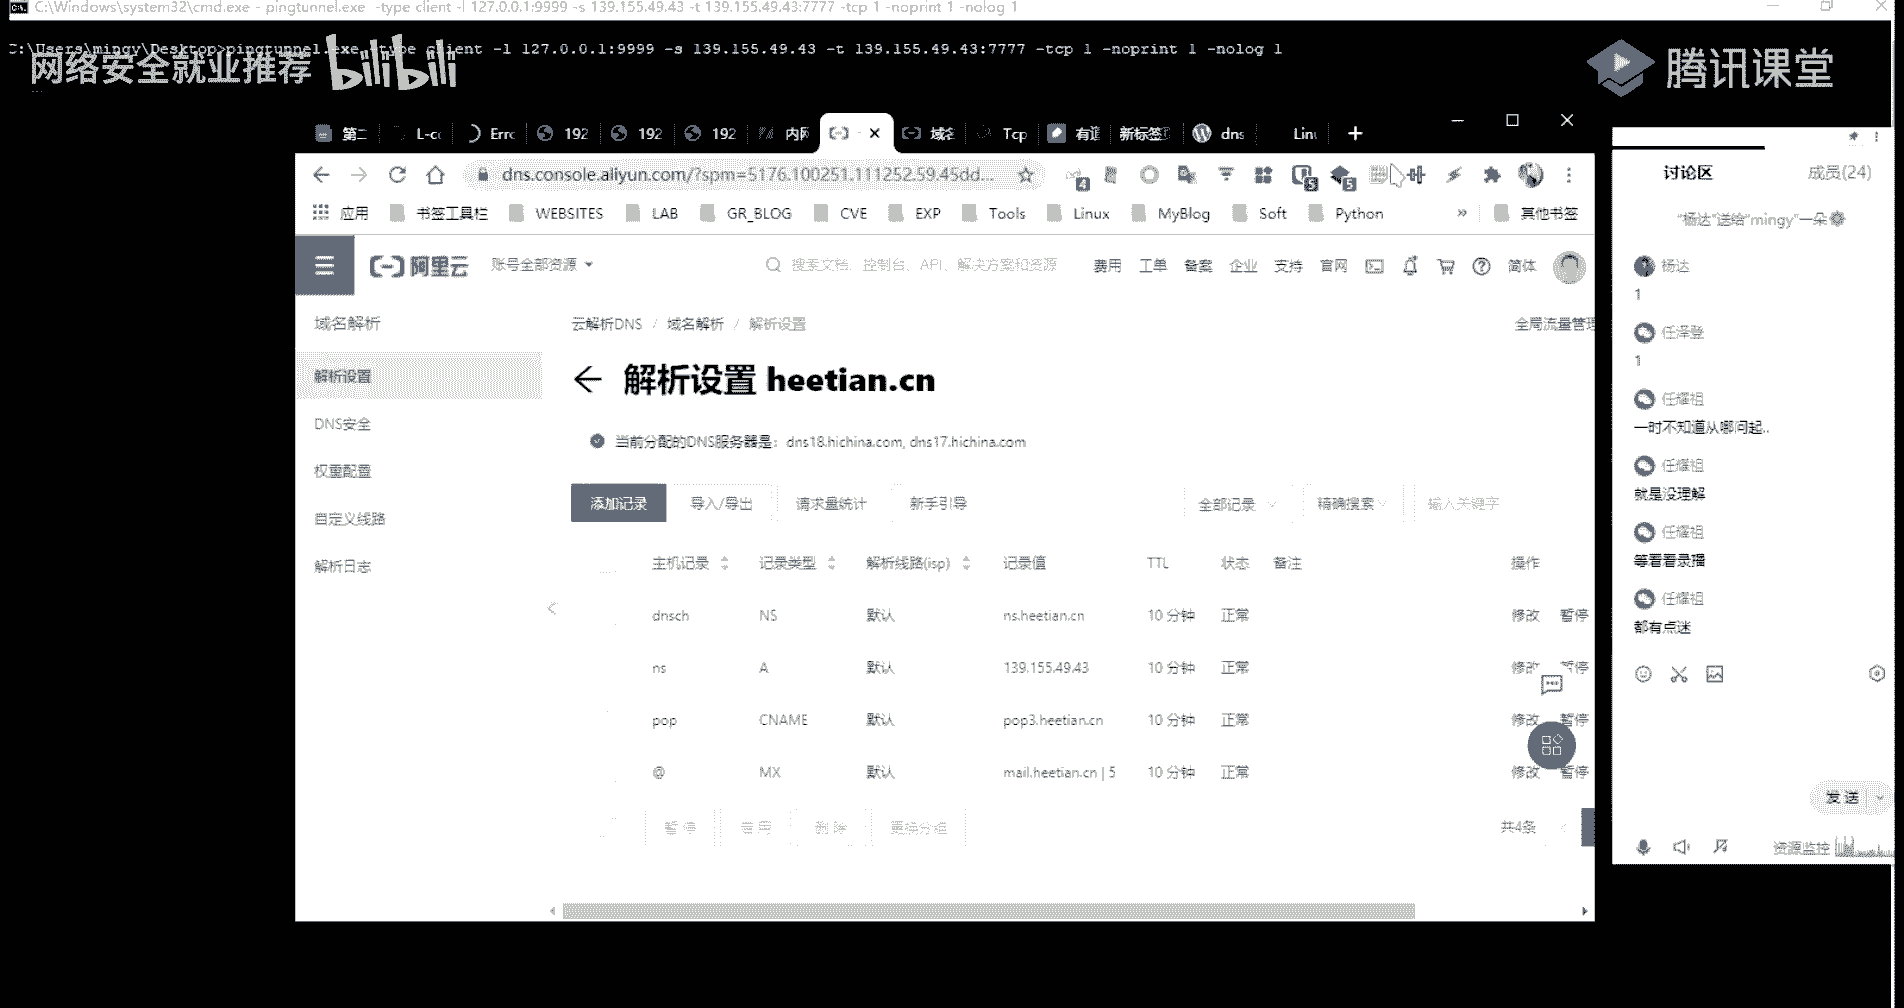 C:\Windows\system32\cmd.exe - pingtunnel.exe -type client -l 127.0.0.1:9999 -s 139.155.49.43 -t 139.155.49.43:7777 -tcp 1 -noprint 1 -nolog 1
C:\Users\mingy\Desktop>pingtunnel.exe -type client -l 127.0.0.1:9999 -s 139.155.49.43 -t 139.155.49.43:7777 -tcp 1 -noprint 1 -nolog 1
网络安全就业推荐 bilibili
腾讯课堂
第二 L-cc Erro 192 192 192 内网 域名 Tcp 有道 新标签页 dns Linu
dns.console.aliyun.com/?spm=5176.100251.111252.59.45dd...
应用 书签工具栏 WEBSITES LAB GR_BLOG CVE EXP Tools Linux MyBlog Soft Python » 其他书签
阿里云 账号全部资源 搜索文档、控制台、API、解决方案和资源 费用 工单 备案 企业 支持 官网 简体
域名解析
解析设置
DNS安全
权重配置
自定义线路
解析日志
云解析DNS / 域名解析 / 解析设置 全局流量管理
解析设置 heetian.cn
当前分配的DNS服务器是: dns18.hichina.com, dns17.hichina.com
添加记录 导入/导出 请求量统计 新手引导 全部记录 精确搜索 输入关键字
主机记录 记录类型 解析线路(isp) 记录值 TTL 状态 备注 操作
dnsch NS 默认 ns.heetian.cn 10 分钟 正常 修改 暂停
ns A 默认 139.155.49.43 10 分钟 正常 修改 暂停
pop CNAME 默认 pop3.heetian.cn 10 分钟 正常 修改 暂停
@ MX 默认 mail.heetian.cn | 5 10 分钟 正常 修改 暂停
暂停 启用 删除 更换分组 共4条
讨论区 成员(24)
"杨达"送给"mingy"一朵
杨达
1
任泽登
1
任耀祖
一时不知道从哪问起..
任耀祖
就是没理解
任耀祖
等看看录播
任耀祖
都有点迷
发送
资源监控